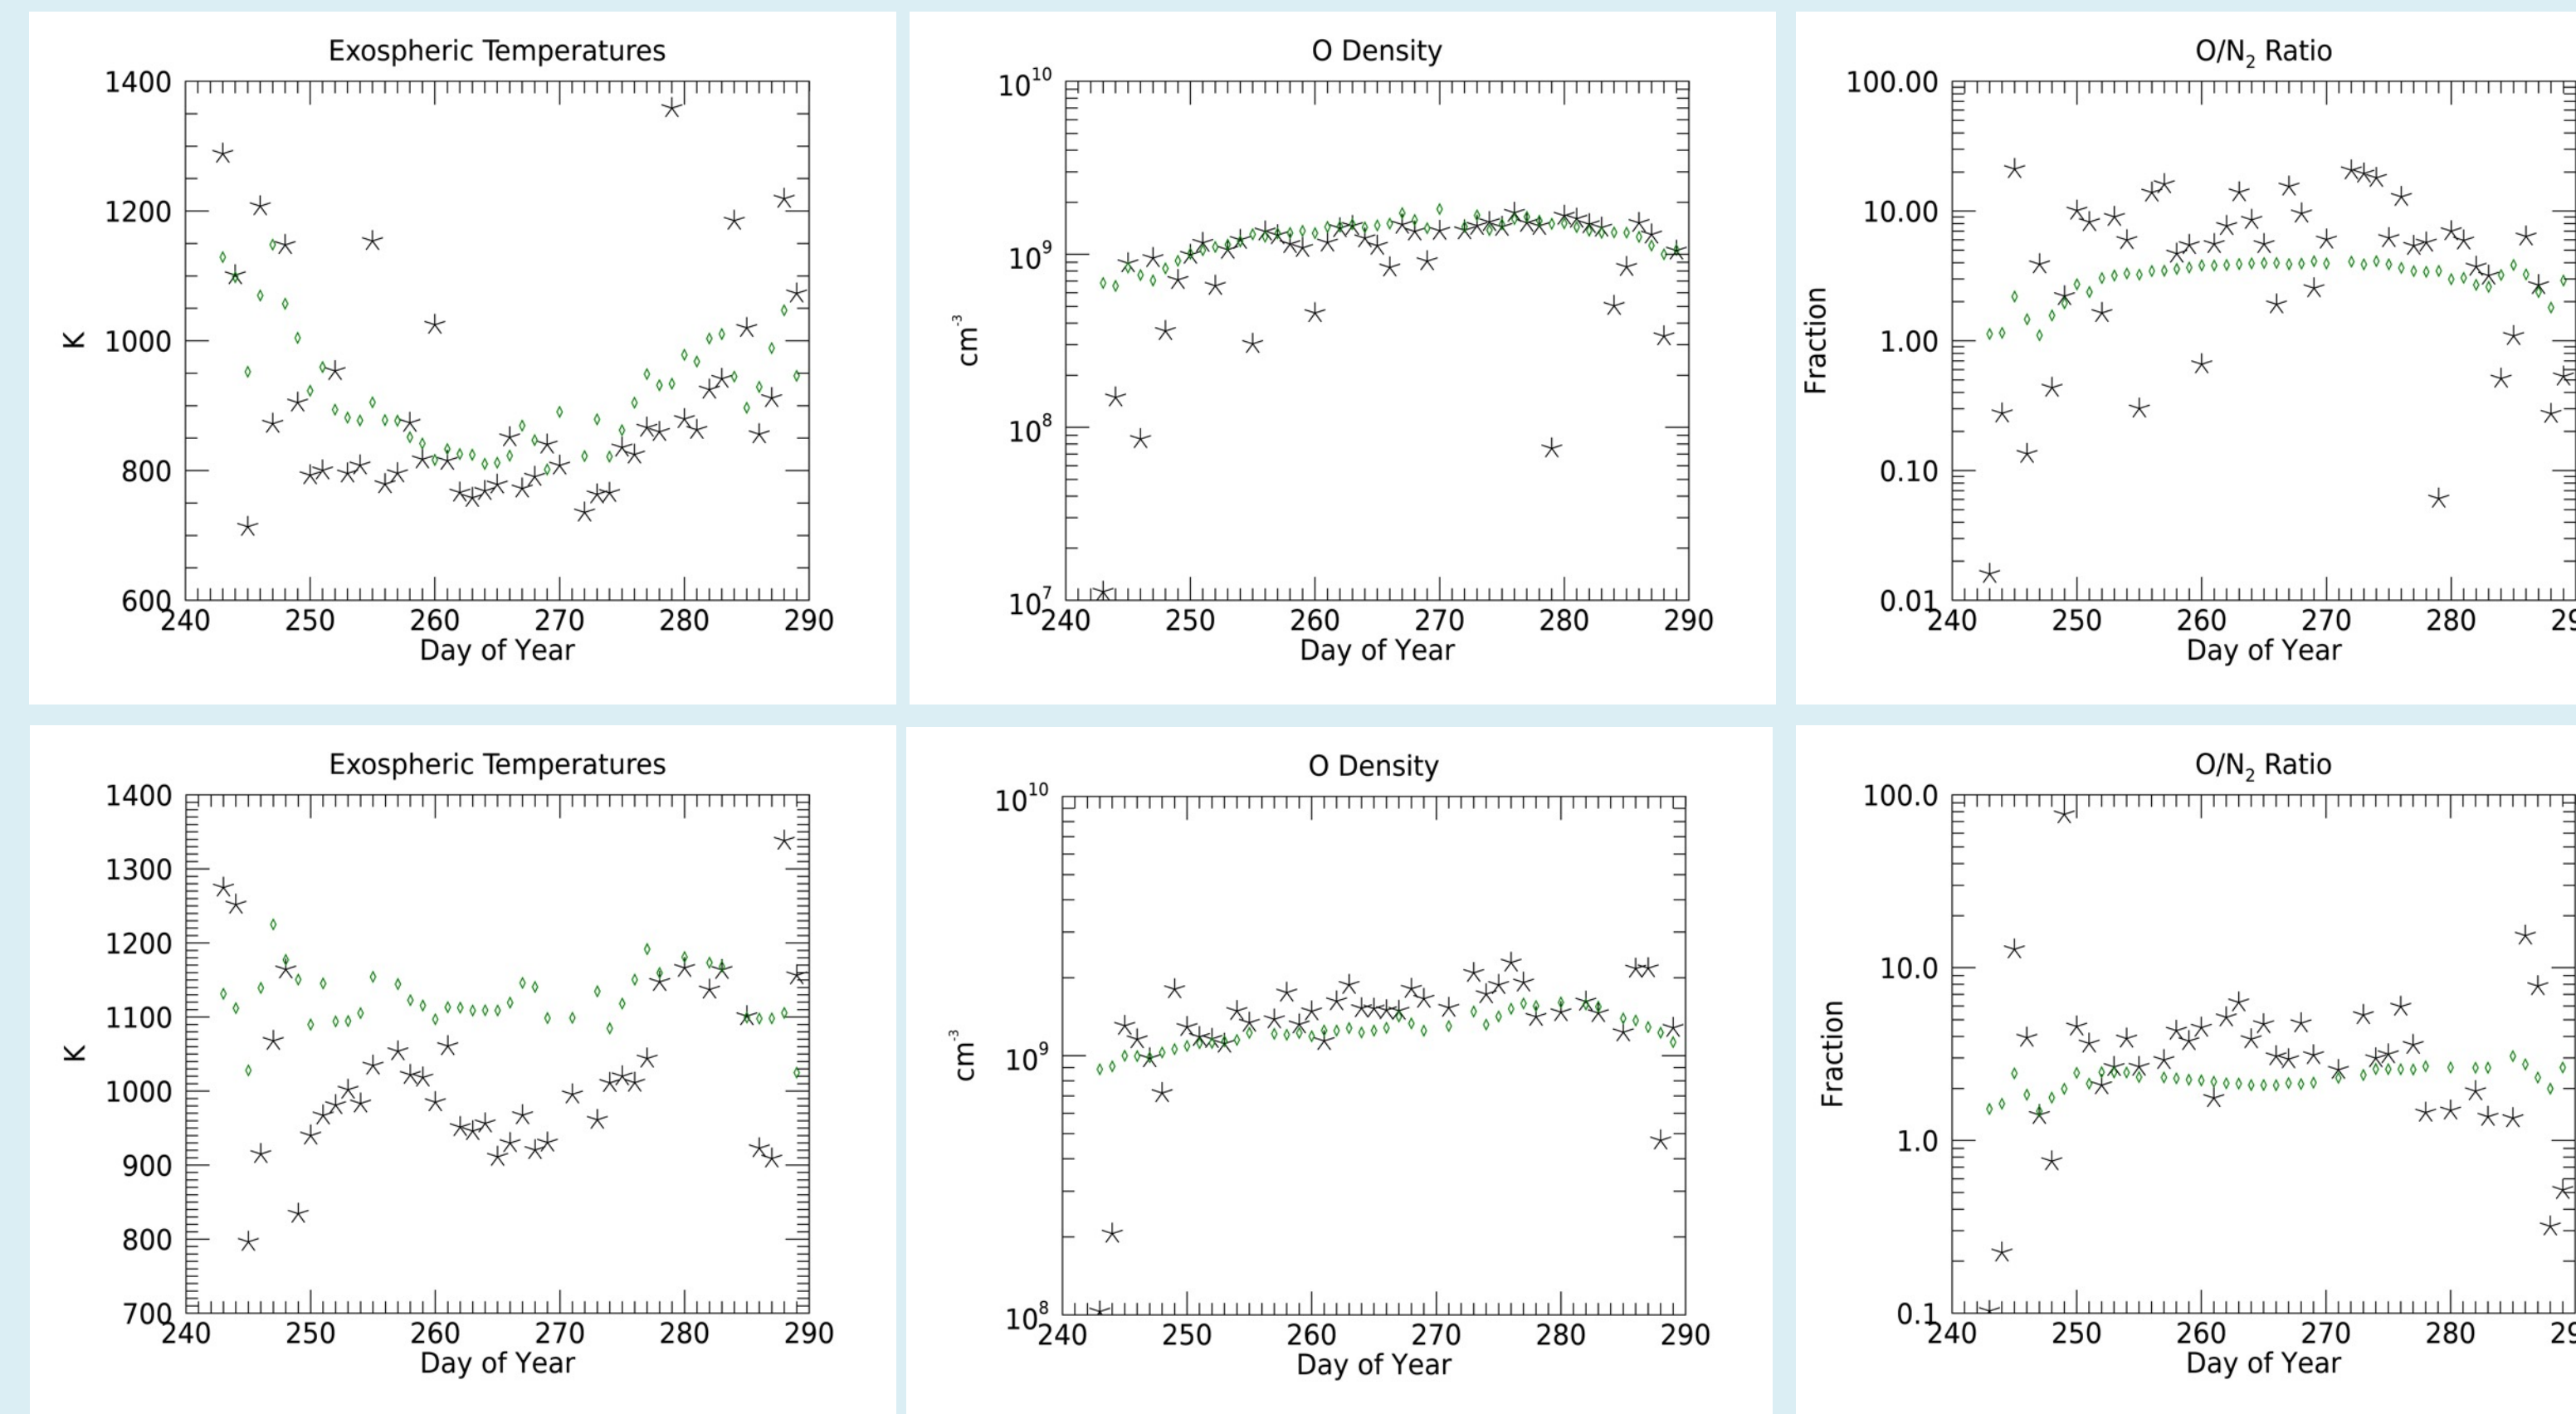 Exospheric Temperatures
1400
1200
1000
800
600
K
240 250 260 270 280 290
Day of Year
O Density
10^10
10^9
10^8
10^7
cm^-3
240 250 260 270 280 290
Day of Year
O/N₂ Ratio
100.00
10.00
1.00
0.10
0.01
Fraction
240 250 260 270 280 29
Day of Year
Exospheric Temperatures
1400
1300
1200
1100
1000
900
800
700
K
240 250 260 270 280 290
Day of Year
O Density
10^10
10^9
10^8
cm^-3
240 250 260 270 280 290
Day of Year
O/N₂ Ratio
100.0
10.0
1.0
0.1
Fraction
240 250 260 270 280 29
Day of Year